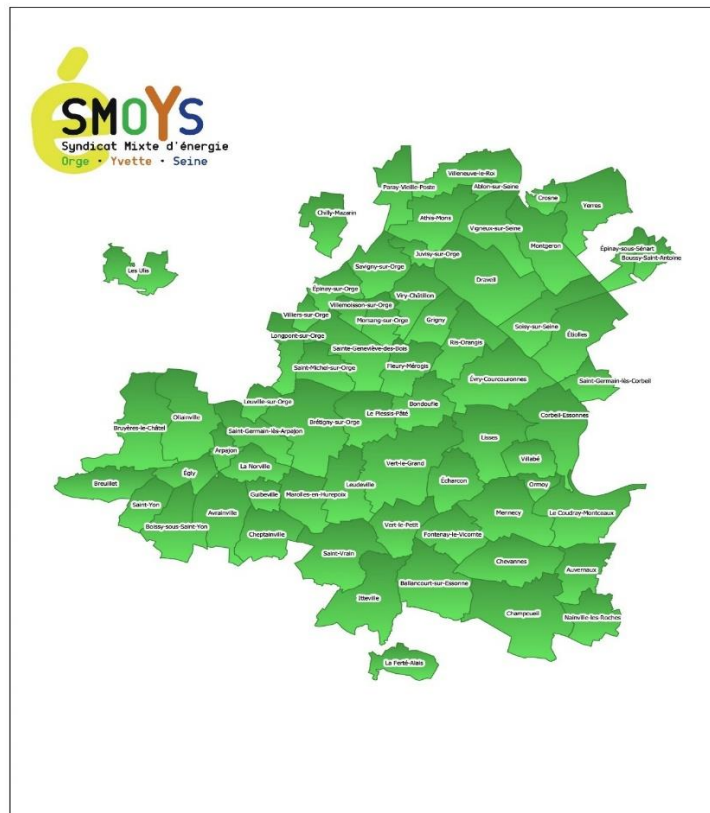 é
SMOYS
Syndicat Mixte d'énergie
Orge • Yvette • Seine
Villeneuve-le-Roi
Paray-Vieille-Poste
Ablon-sur-Seine
Crosne
Yerres
Chilly-Mazarin
Athis-Mons
Vigneux-sur-Seine
Montgeron
Épinay-sous-Sénart
Boussy-Saint-Antoine
Juvisy-sur-Orge
Les Ulis
Savigny-sur-Orge
Draveil
Épinay-sur-Orge
Viry-Châtillon
Villemoisson-sur-Orge
Villiers-sur-Orge
Morsang-sur-Orge
Grigny
Soisy-sur-Seine
Étiolles
Longpont-sur-Orge
Sainte-Geneviève-des-Bois
Ris-Orangis
Saint-Michel-sur-Orge
Fleury-Mérogis
Évry-Courcouronnes
Saint-Germain-lès-Corbeil
Leuville-sur-Orge
Bondoufle
Ollainville
Le Plessis-Pâté
Corbeil-Essonnes
Bruyères-le-Châtel
Saint-Germain-lès-Arpajon
Brétigny-sur-Orge
Lisses
Arpajon
Villabé
La Norville
Vert-le-Grand
Égly
Écharcon
Breuillet
Leudeville
Ormoy
Guibeville
Marolles-en-Hurepoix
Saint-Yon
Avrainville
Mennecy
Le Coudray-Montceaux
Boissy-sous-Saint-Yon
Vert-le-Petit
Cheptainville
Fontenay-le-Vicomte
Saint-Vrain
Chevannes
Auvernaux
Ballancourt-sur-Essonne
Itteville
Champcueil
Nainville-les-Roches
La Ferté-Alais